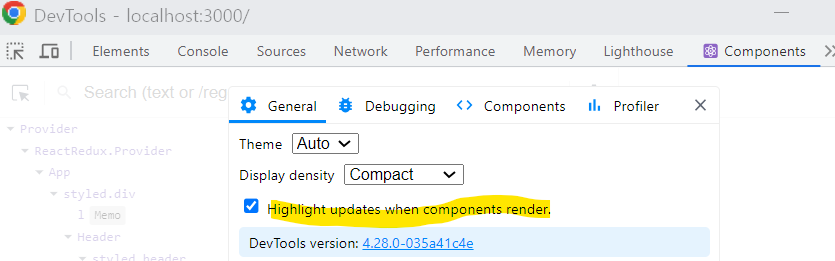 DevTools - localhost:3000/
Elements Console Sources Network Performance Memory Lighthouse Components
Search (text or /reg
General Debugging Components Profiler
Provider
Theme Auto
ReactRedux.Provider
App
Display density Compact
styled.div
1 Memo
Highlight updates when components render.
Header
DevTools version: 4.28.0-035a41c4e
styled.header